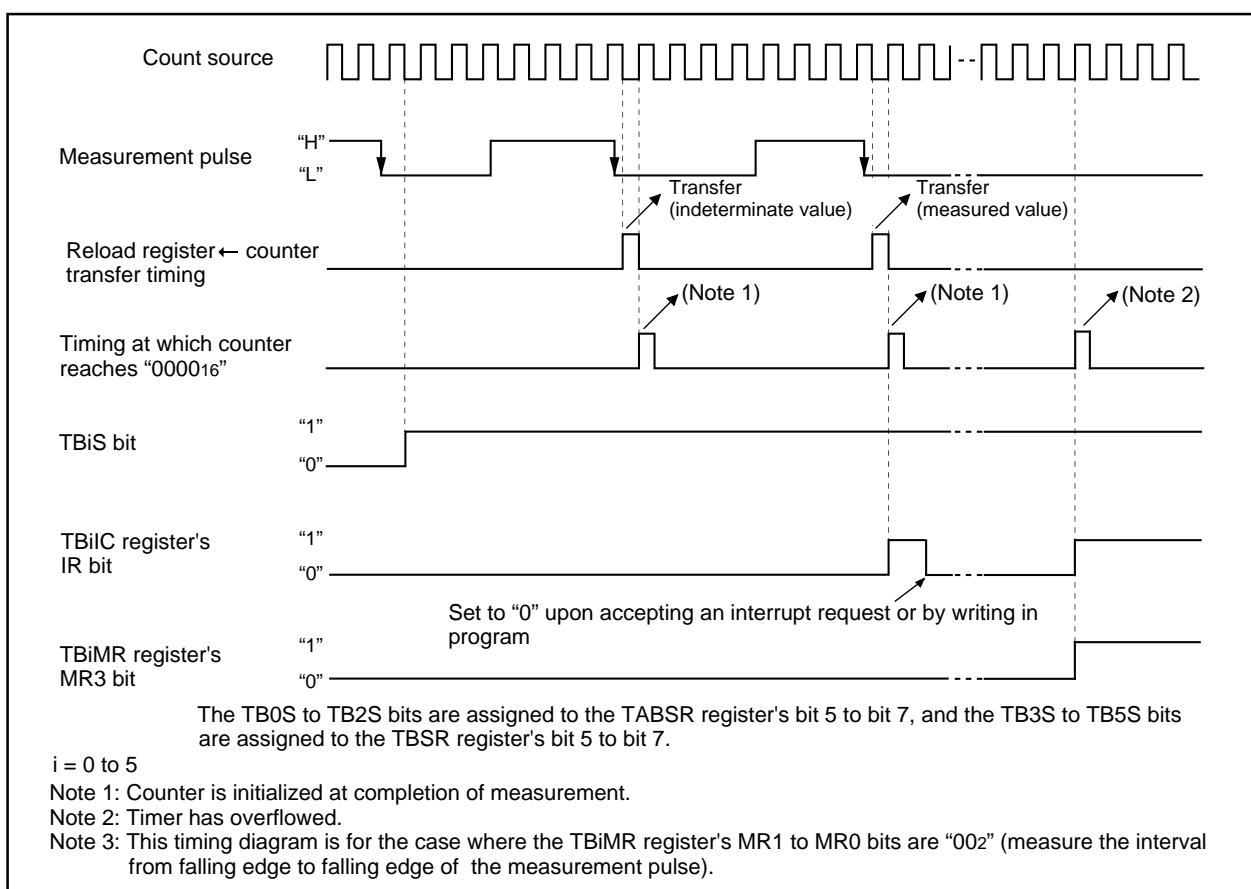 Count source
Measurement pulse
“H”
“L”
Transfer
(indeterminate value)
Transfer
(measured value)
Reload register ← counter
transfer timing
(Note 1)
(Note 1)
(Note 2)
Timing at which counter
reaches “000016”
TBiS bit
“1”
“0”
TBiIC register's
IR bit
“1”
“0”
Set to “0” upon accepting an interrupt request or by writing in
program
TBiMR register's
MR3 bit
“1”
“0”
The TB0S to TB2S bits are assigned to the TABSR register's bit 5 to bit 7, and the TB3S to TB5S bits
are assigned to the TBSR register's bit 5 to bit 7.
i = 0 to 5
Note 1: Counter is initialized at completion of measurement.
Note 2: Timer has overflowed.
Note 3: This timing diagram is for the case where the TBiMR register's MR1 to MR0 bits are “002” (measure the interval
from falling edge to falling edge of the measurement pulse).